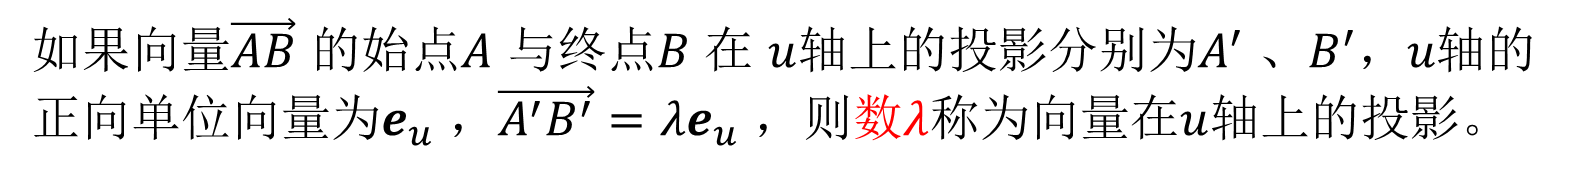 如果向量$\overrightarrow{AB}$ 的始点$A$ 与终点$B$ 在 $u$轴上的投影分别为$A'$ 、$B'$，$u$轴的
正向单位向量为$\boldsymbol{e}_u$ ，$\overrightarrow{A'B'} = \lambda \boldsymbol{e}_u$ ，则数$\lambda$称为向量在$u$轴上的投影。